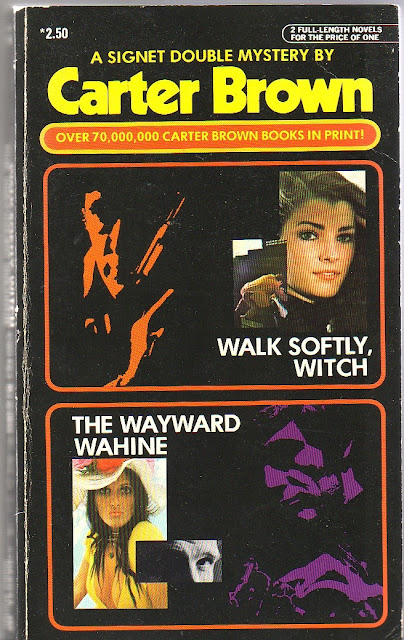 *2.50
2 FULL-LENGTH NOVELS
FOR THE PRICE OF ONE
A SIGNET DOUBLE MYSTERY BY
Carter Brown
OVER 70,000,000 CARTER BROWN BOOKS IN PRINT!
WALK SOFTLY,
WITCH
THE WAYWARD
WAHINE